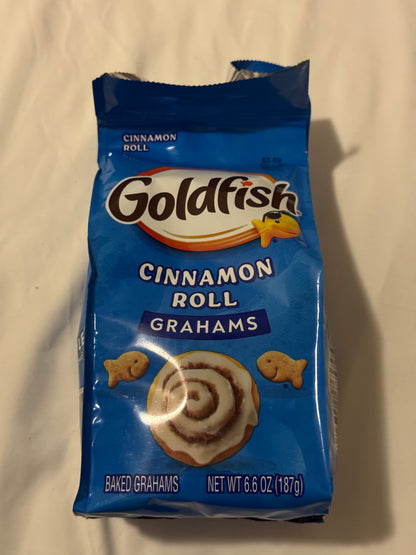 CINNAMON
ROLL
Goldfish
CINNAMON
ROLL
GRAHAMS
BAKED GRAHAMS NET WT 6.6 OZ (187g)